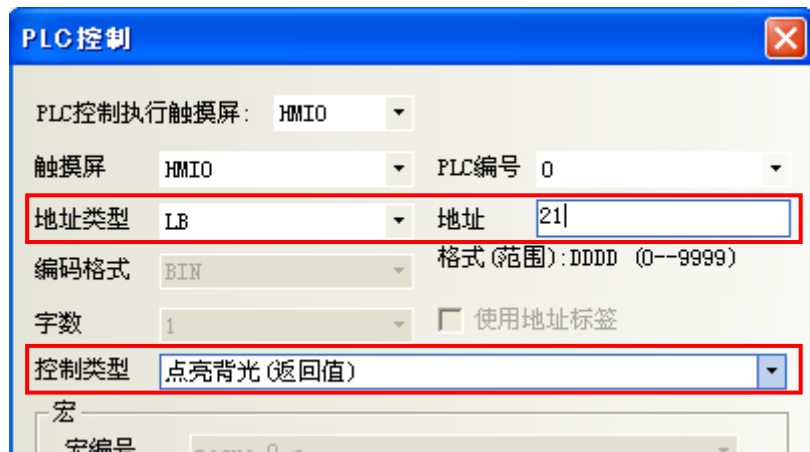 PLC控制
PLC控制执行触摸屏: HMI0
触摸屏 HMI0 PLC编号 0
地址类型 LB 地址 21
编码格式 BIN 格式(范围):DDDD (0--9999)
字数 1 使用地址标签
控制类型 点亮背光(返回值)
宏
宏编号